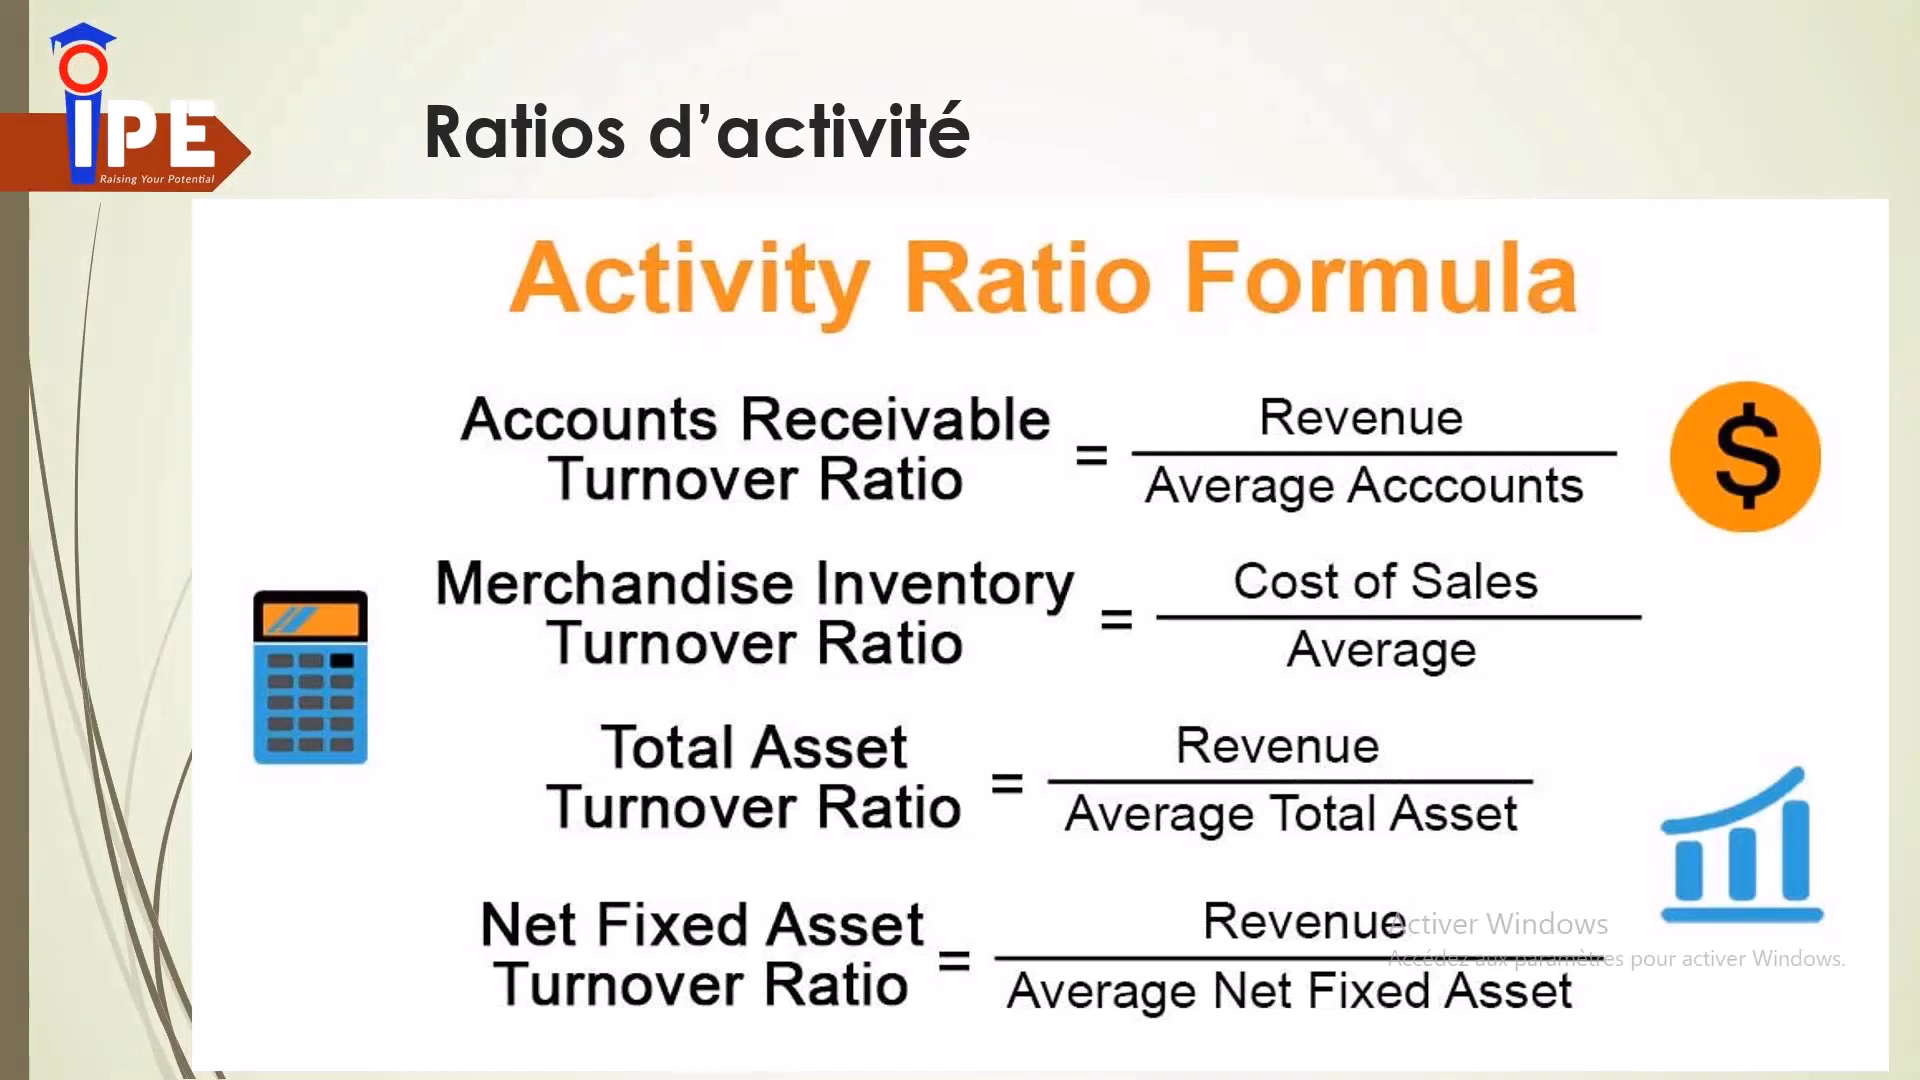 iPE
Raising Your Potential
Ratios d’activité
Activity Ratio Formula
Accounts Receivable
Turnover Ratio
=
Revenue
Average Acccounts
$
Merchandise Inventory
Turnover Ratio
=
Cost of Sales
Average
Total Asset
Turnover Ratio
=
Revenue
Average Total Asset
Net Fixed Asset
Turnover Ratio
=
Revenue
Average Net Fixed Asset
Activer Windows
Accédez aux paramètres pour activer Windows.